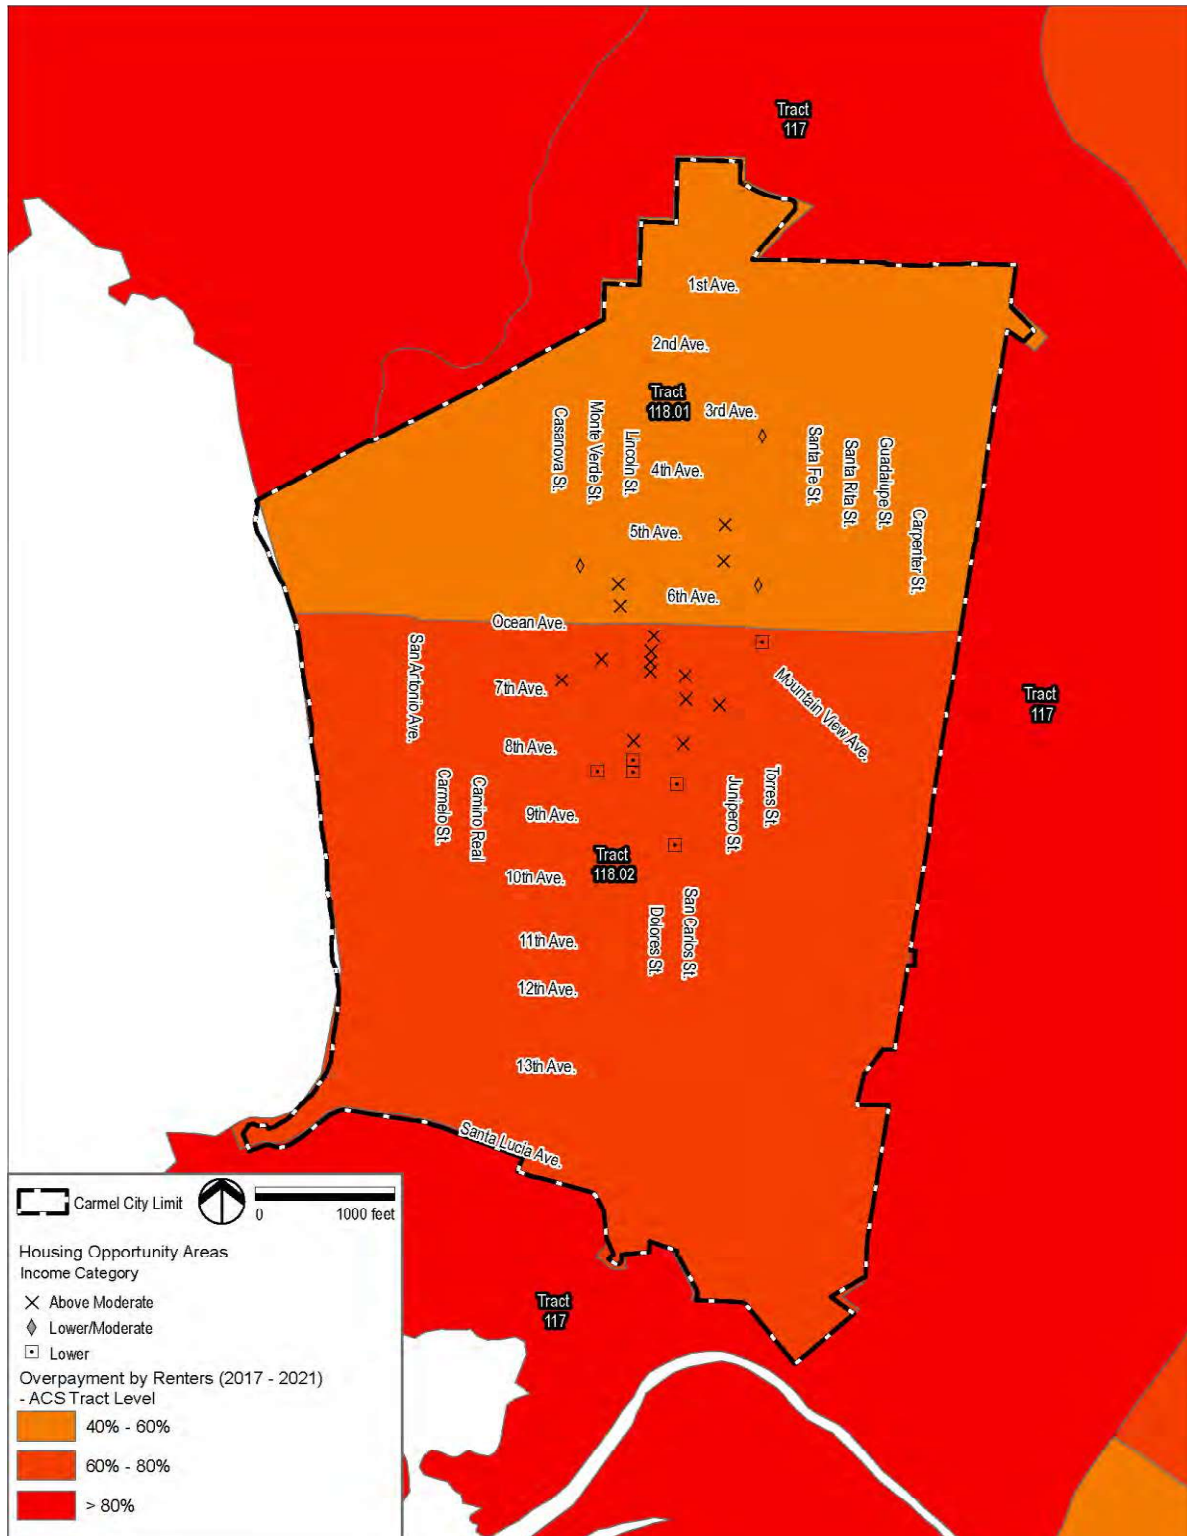 Tract
117
1st Ave.
2nd Ave.
Tract
118.01
3rd Ave.
Casanova St.
Monte Verde St.
Lincoln St.
4th Ave.
Santa Fe St.
Santa Rita St.
Guadalupe St.
Carpenter St.
5th Ave.
6th Ave.
Ocean Ave.
San Antonio Ave.
7th Ave.
Mountain View Ave.
Tract
117
8th Ave.
Carmelo St.
Camino Real
Junipero St.
Torres St.
9th Ave.
Tract
118.02
10th Ave.
Dolores St.
San Carlos St.
11th Ave.
12th Ave.
13th Ave.
Santa Lucia Ave.
Tract
117
Carmel City Limit
0 1000 feet
Housing Opportunity Areas
Income Category
Above Moderate
Lower/Moderate
Lower
Overpayment by Renters (2017 - 2021)
- ACS Tract Level
40% - 60%
60% - 80%
> 80%